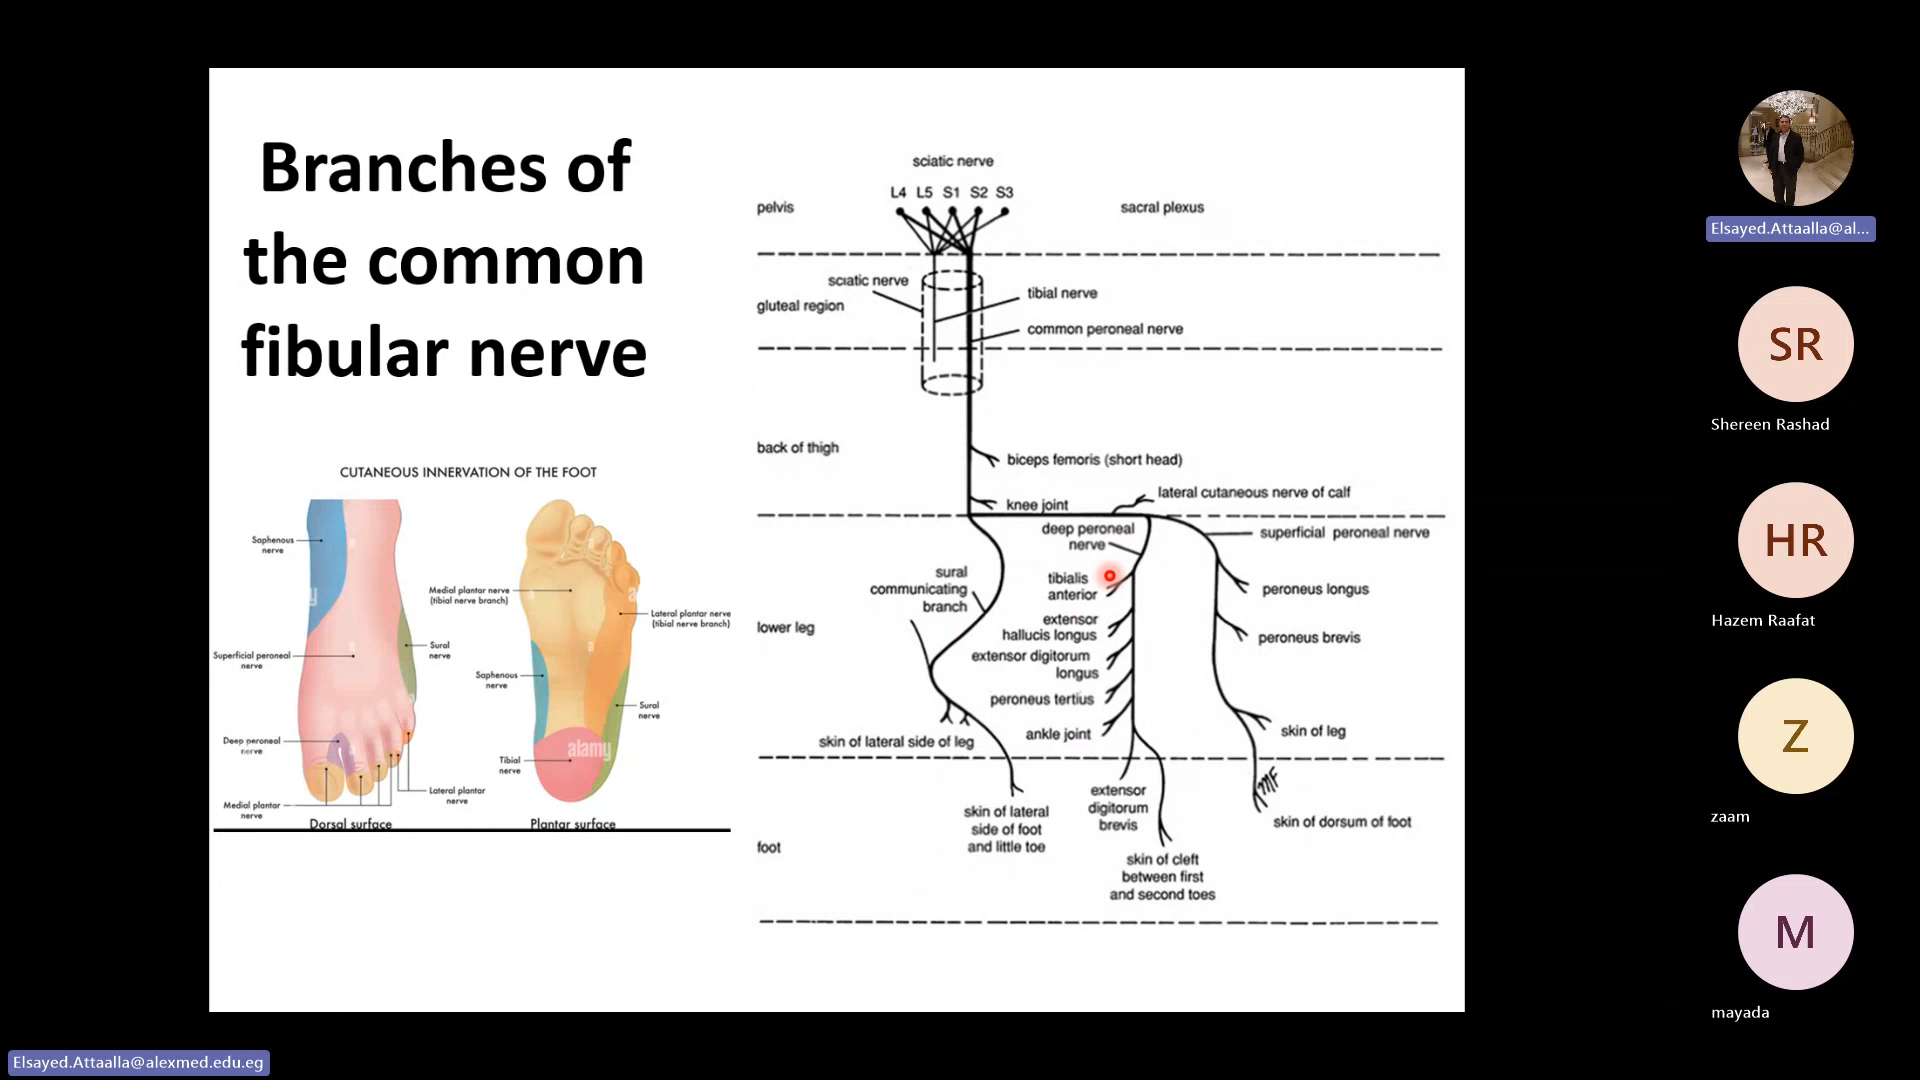 Branches of
the common
fibular nerve
CUTANEOUS INNERVATION OF THE FOOT
Saphenous
nerve
Superficial peroneal
nerve
Deep peroneal
nerve
Medial plantar
nerve
Sural
nerve
Lateral plantar
nerve
Dorsal surface
Medial plantar nerve
(tibial nerve branch)
Lateral plantar nerve
(tibial nerve branch)
Saphenous
nerve
Sural
nerve
Tibial
nerve
alamy
a
a
a
a
a
Plantar surface
sciatic nerve
L4 L5 S1 S2 S3
pelvis
sacral plexus
sciatic nerve
gluteal region
tibial nerve
common peroneal nerve
back of thigh
biceps femoris (short head)
knee joint
lateral cutaneous nerve of calf
deep peroneal
nerve
superficial peroneal nerve
sural
communicating
branch
tibialis
anterior
extensor
hallucis longus
extensor digitorum
longus
peroneus tertius
ankle joint
peroneus longus
peroneus brevis
lower leg
skin of lateral side of leg
skin of leg
skin of lateral
side of foot
and little toe
extensor
digitorum
brevis
skin of cleft
between first
and second toes
MF
skin of dorsum of foot
foot
Elsayed.Attaalla@al...
SR
Shereen Rashad
HR
Hazem Raafat
Z
zaam
M
mayada
Elsayed.Attaalla@alexmed.edu.eg